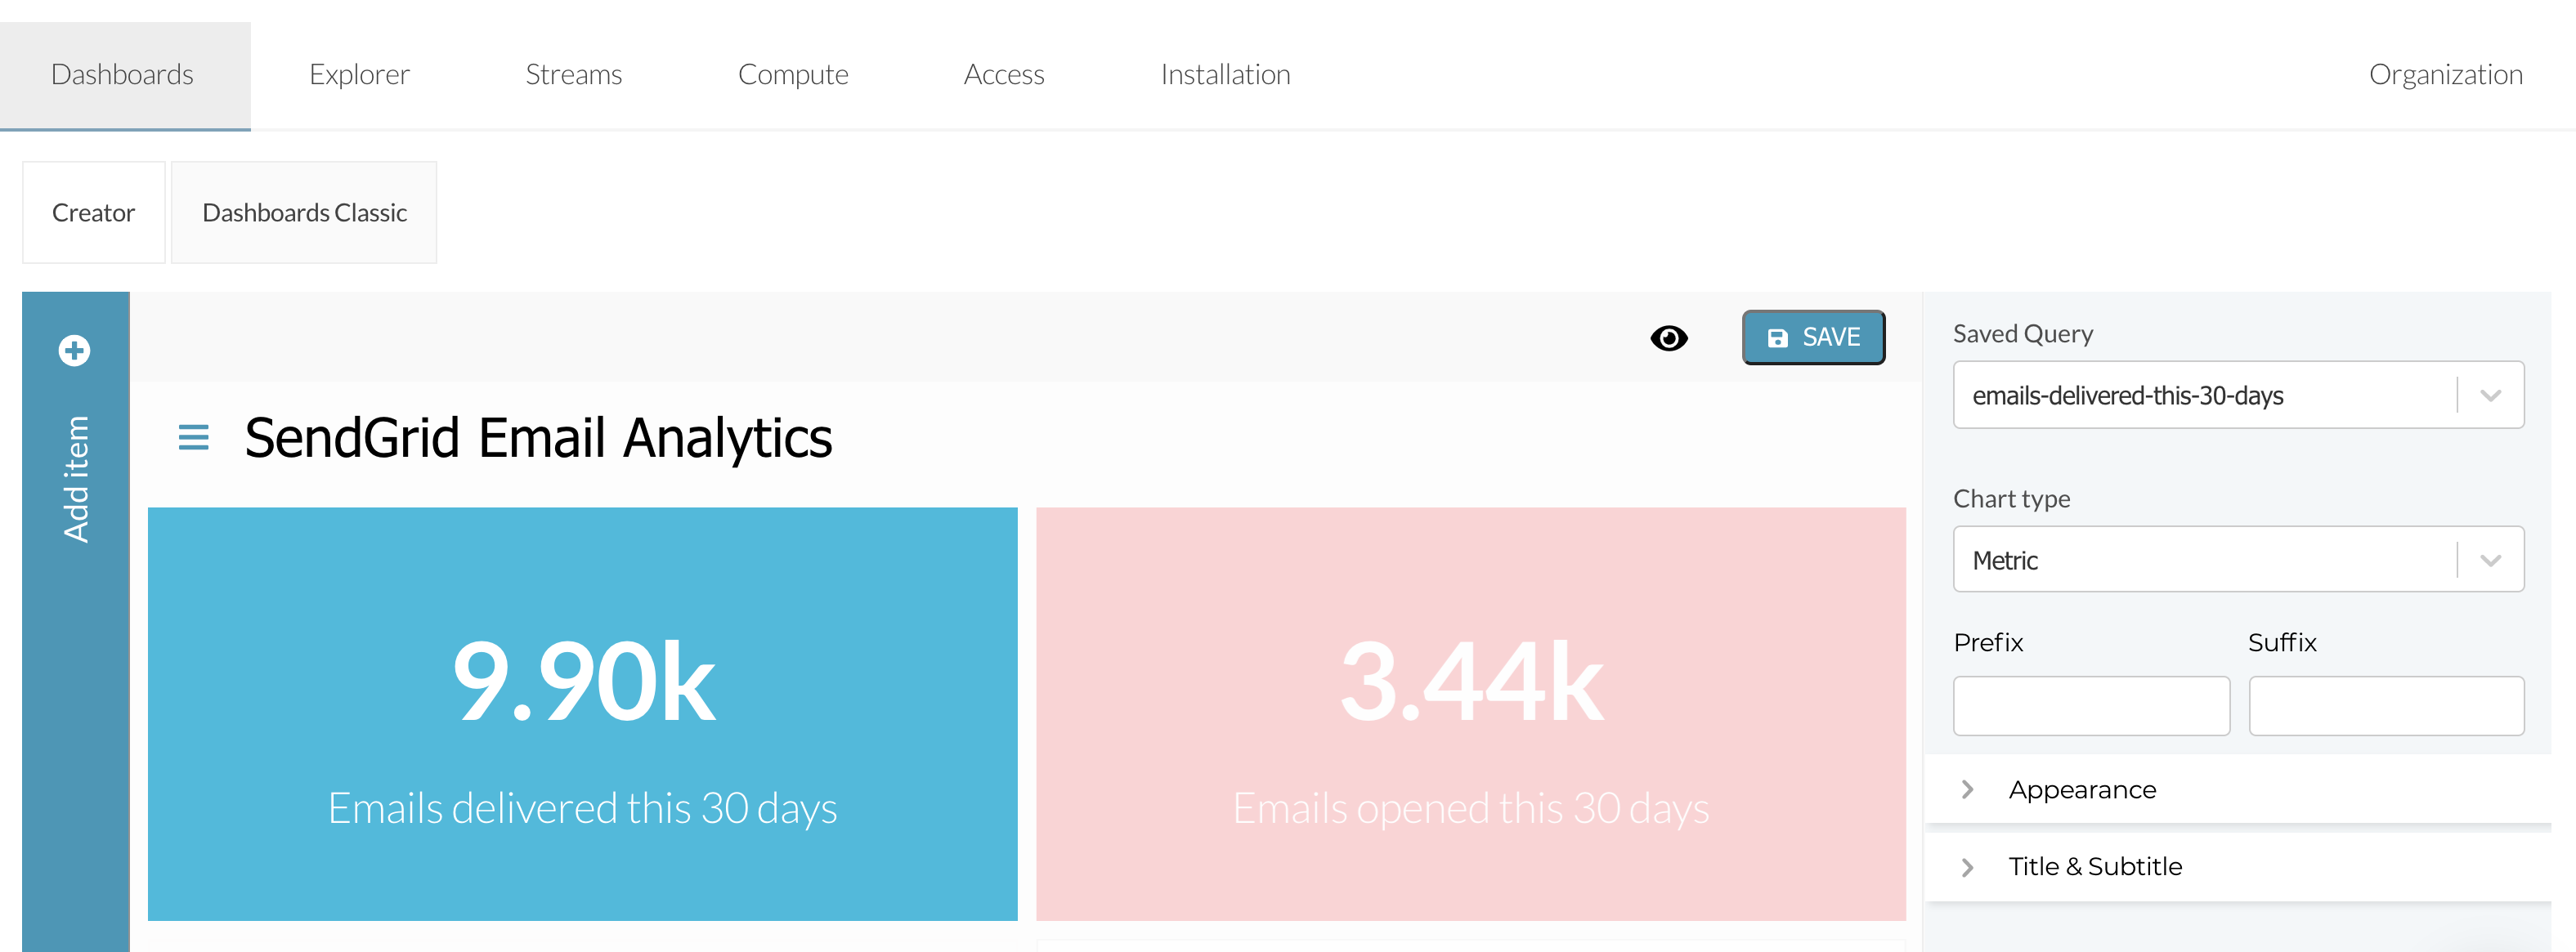 Dashboards
Explorer
Streams
Compute
Access
Installation
Organization
Creator
Dashboards Classic
Add item
SAVE
SendGrid Email Analytics
9.90k
Emails delivered this 30 days
3.44k
Emails opened this 30 days
Saved Query
emails-delivered-this-30-days
Chart type
Metric
Prefix
Suffix
Appearance
Title & Subtitle